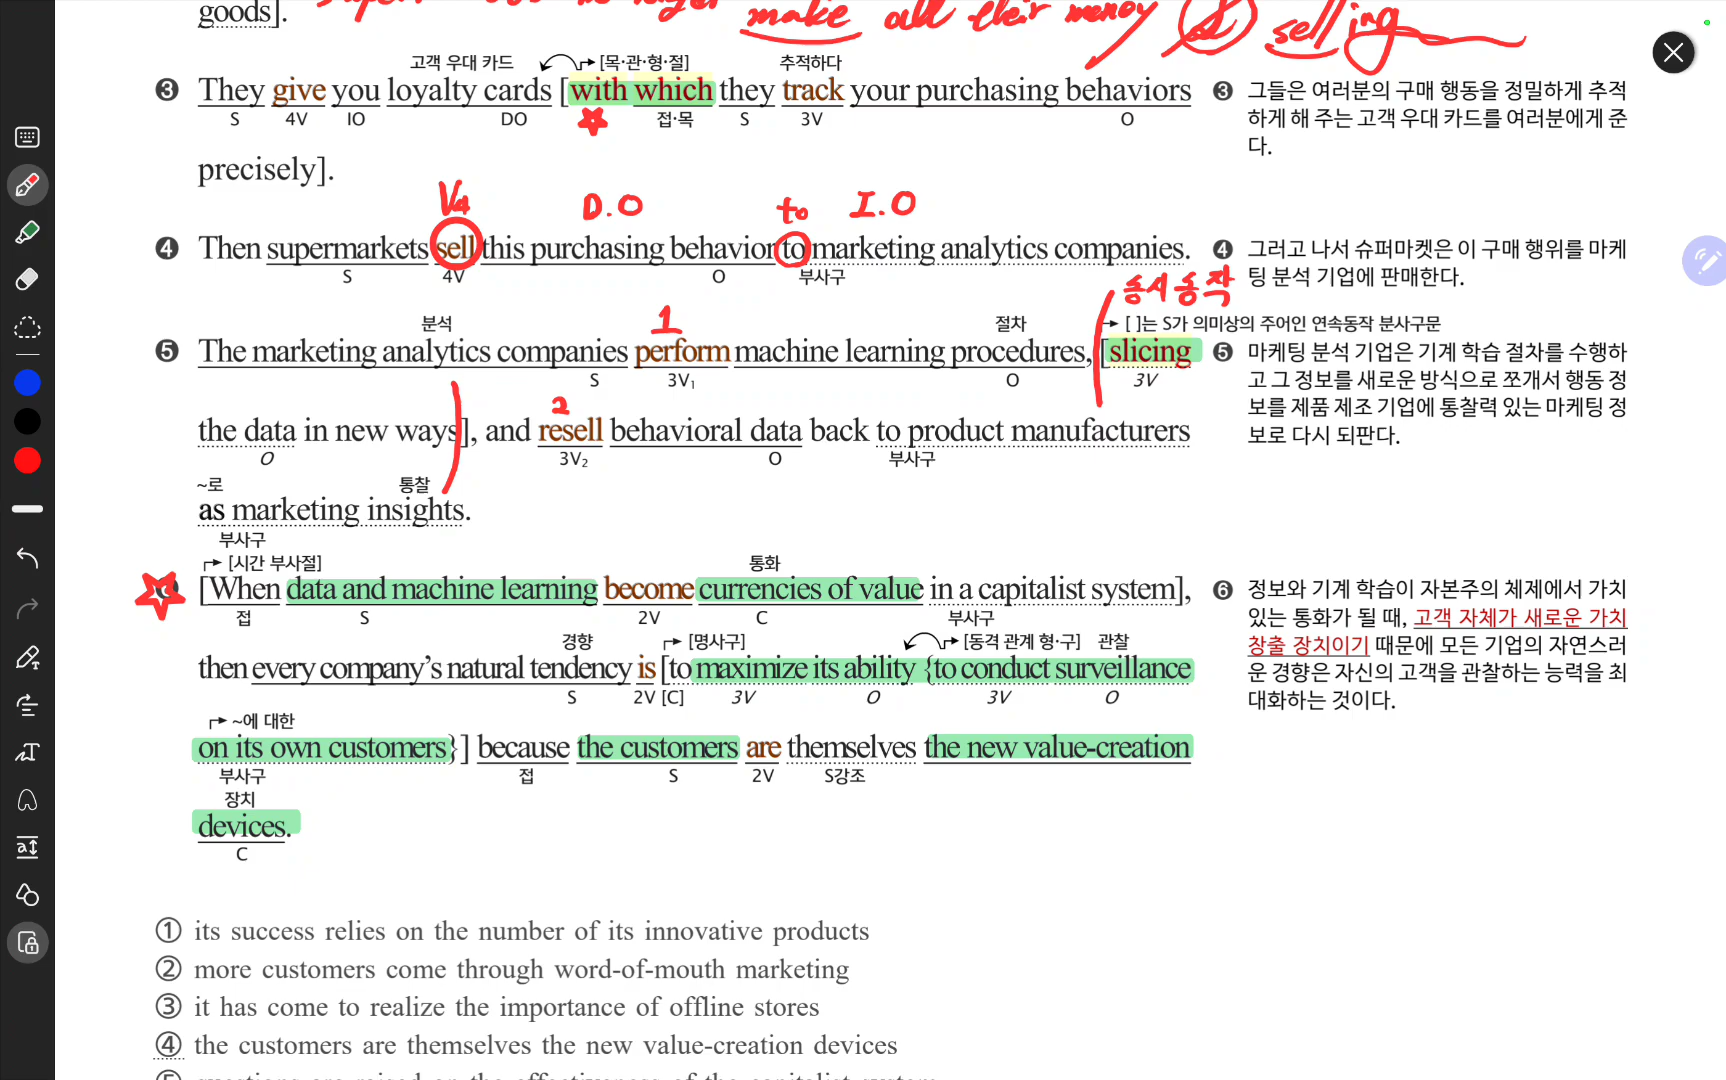 goods].
make all their money
selling
고객 우대 카드 [목·관·형·절] 추적하다
❸ They give you loyalty cards [with which they track your purchasing behaviors
S 4V IO DO 접·목 S 3V O
precisely].
❸ 그들은 여러분의 구매 행동을 정밀하게 추적
하게 해 주는 고객 우대 카드를 여러분에게 준
다.
V4 D.O to I.O
❹ Then supermarkets sell this purchasing behavior to marketing analytics companies.
S 4V O 부사구
❹ 그러고 나서 슈퍼마켓은 이 구매 행위를 마케
팅 분석 기업에 판매한다.
동시동작
분석 1 절차 [ ]는 S가 의미상의 주어인 연속동작 분사구문
❺ The marketing analytics companies perform machine learning procedures, [slicing
S 3V₁ O 3V
2
the data in new ways], and resell behavioral data back to product manufacturers
O 3V₂ O 부사구
~로 통찰
as marketing insights.
부사구
❺ 마케팅 분석 기업은 기계 학습 절차를 수행하
고 그 정보를 새로운 방식으로 쪼개서 행동 정
보를 제품 제조 기업에 통찰력 있는 마케팅 정
보로 다시 되판다.
[시간 부사절] 통화
[When data and machine learning become currencies of value in a capitalist system],
접 S 2V C 부사구
경향 [명사구] [동격 관계 형·구] 관찰
then every company's natural tendency is [to maximize its ability {to conduct surveillance
S 2V [C] 3V O 3V O
~에 대한
on its own customers}] because the customers are themselves the new value-creation
부사구 접 S 2V S강조
장치
devices.
C
❻ 정보와 기계 학습이 자본주의 체제에서 가치
있는 통화가 될 때, 고객 자체가 새로운 가치
창출 장치이기 때문에 모든 기업의 자연스러
운 경향은 자신의 고객을 관찰하는 능력을 최
대화하는 것이다.
① its success relies on the number of its innovative products
② more customers come through word-of-mouth marketing
③ it has come to realize the importance of offline stores
④ the customers are themselves the new value-creation devices